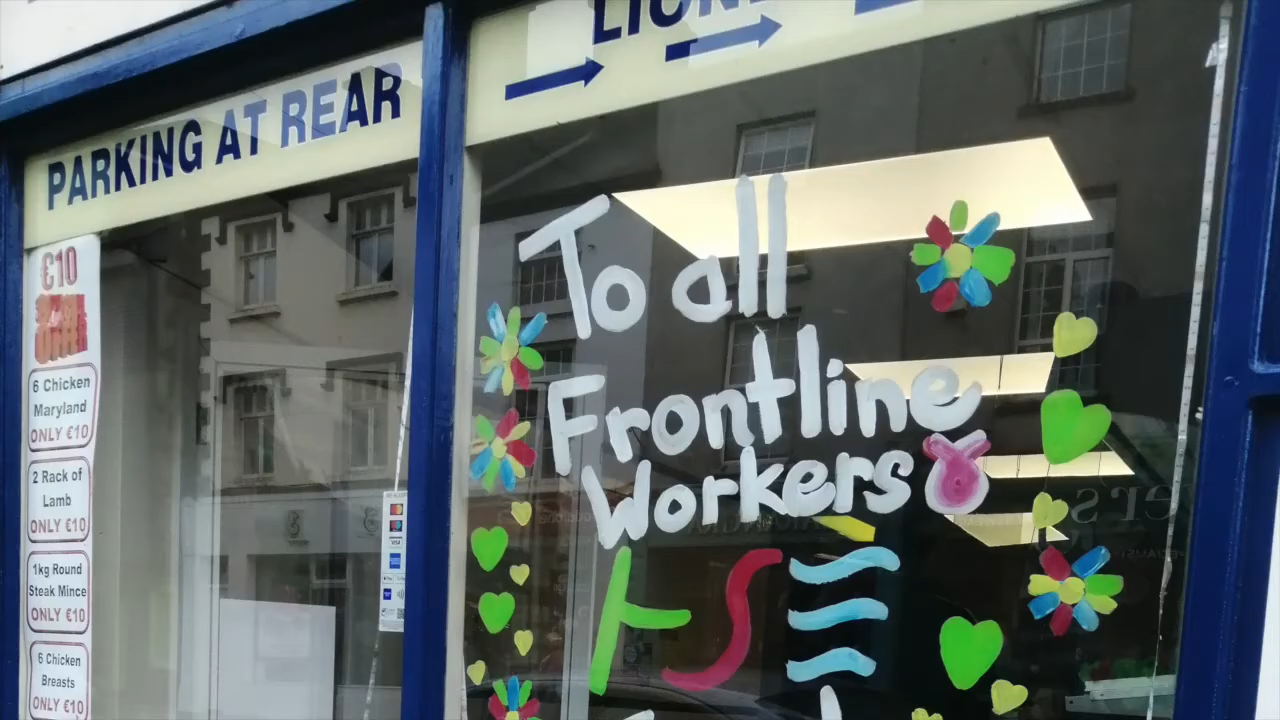 PARKING AT REAR
€10
6 Chicken
Maryland
ONLY €10
2 Rack of
Lamb
ONLY €10
1kg Round
Steak Mince
ONLY €10
6 Chicken
Breasts
ONLY €10
VISA
To all
Frontline
Workers
HSE